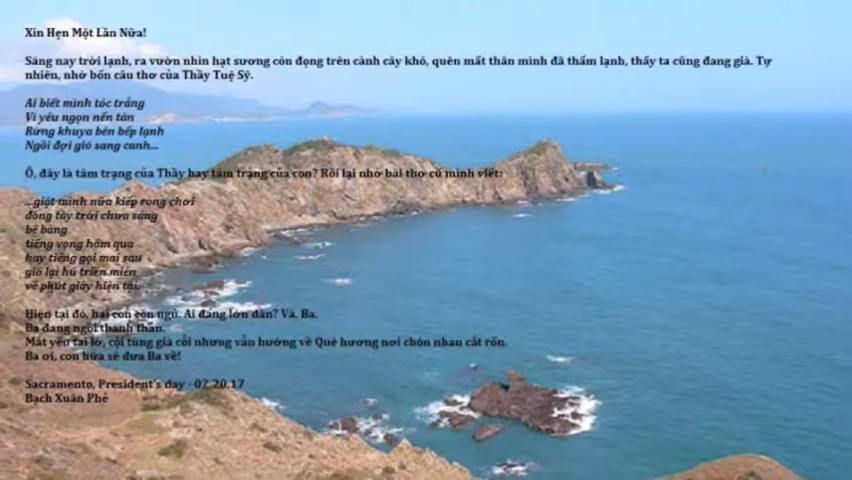 Xin Hẹn Một Lần Nữa!
Sáng nay trời lạnh, ra vườn nhìn hạt sương còn đọng trên cành cây khô, quên mất thân mình đã thấm lạnh, thấy ta cũng đang già. Tự
nhiên, nhớ bốn câu thơ của Thầy Tuệ Sỹ.
Ai biết mình tóc trắng
Vì yêu ngọn nến tàn
Rừng khuya bên bếp lạnh
Ngồi đợi gió sang canh...
Ồ, đây là tâm trạng của Thầy hay tâm trạng của con? Rồi lại nhớ bài thơ cũ mình viết:
...giật mình nữa kiếp rong chơi
đông tây trời chưa sáng
bẽ bàng
tiếng vọng hôm qua
hay tiếng gọi mai sau
gió lại hú triền miên
về phút giây hiện tại.
Hiện tại đó, hai con còn ngủ. Ai đang lớn dần? Và. Ba.
Ba đang ngồi thanh thản.
Mắt yếu tai lờ, cội tùng già cỗi nhưng vẫn hướng về Quê hương nơi chôn nhau cắt rốn.
Ba ơi, con hứa sẽ đưa Ba về!
Sacramento, President's day - 02.20.17
Bạch Xuân Phẻ